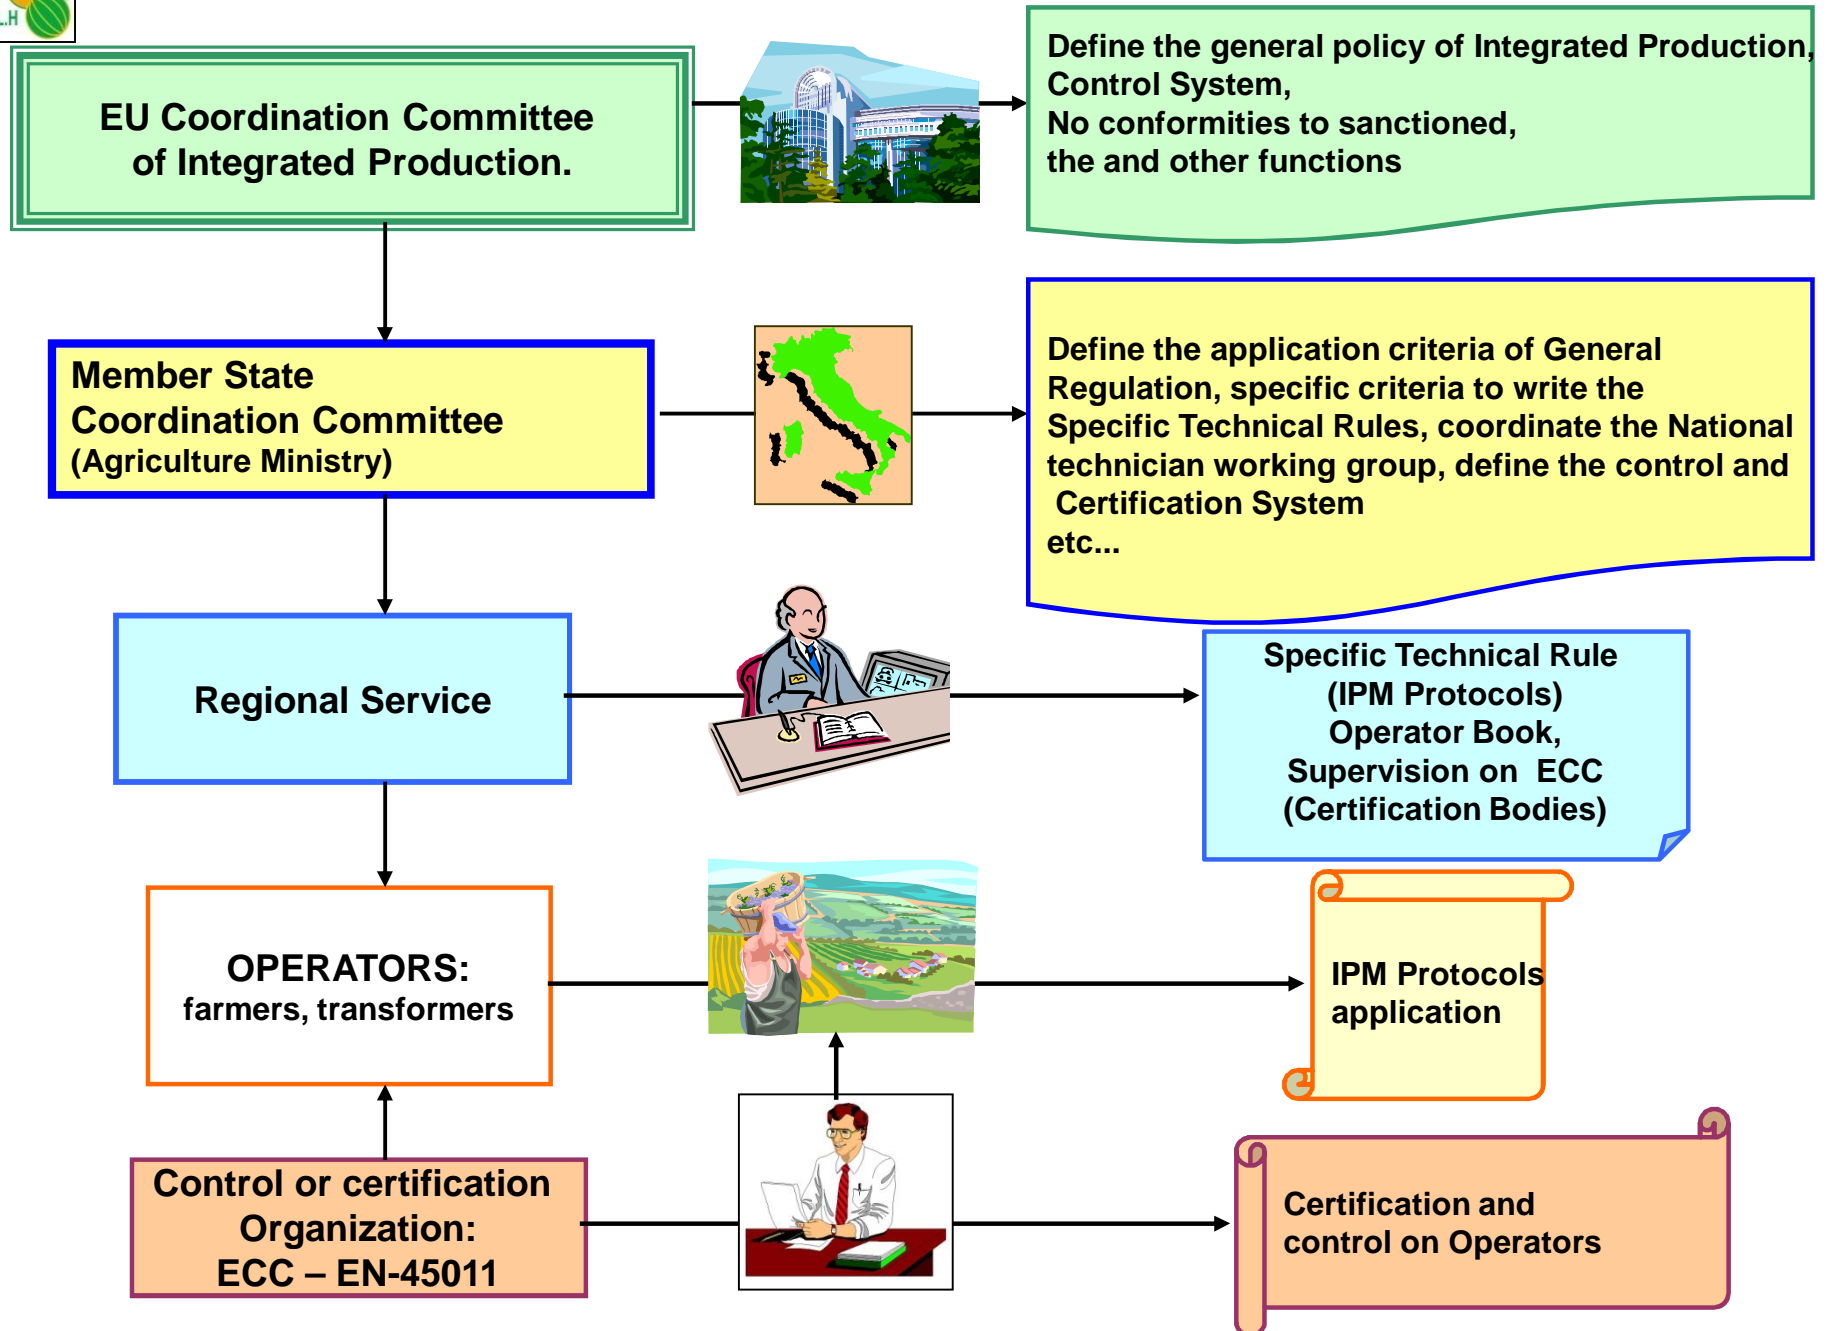 L.H
EU Coordination Committee
of Integrated Production.
Define the general policy of Integrated Production,
Control System,
No conformities to sanctioned,
the and other functions
Member State
Coordination Committee
(Agriculture Ministry)
Define the application criteria of General
Regulation, specific criteria to write the
Specific Technical Rules, coordinate the National
technician working group, define the control and
Certification System
etc...
Regional Service
Specific Technical Rule
(IPM Protocols)
Operator Book,
Supervision on ECC
(Certification Bodies)
OPERATORS:
farmers, transformers
IPM Protocols
application
Control or certification
Organization:
ECC – EN-45011
Certification and
control on Operators